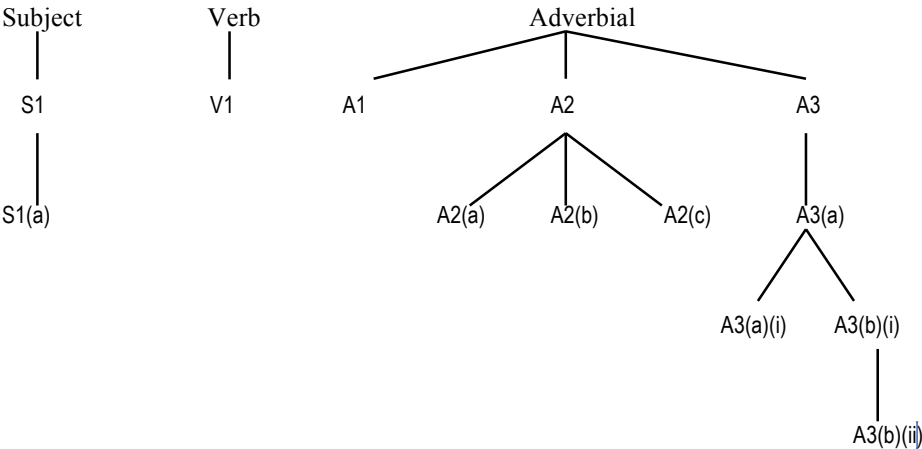 Subject Verb Adverbial
S1 V1 A1 A2 A3
S1(a) A2(a) A2(b) A2(c) A3(a)
A3(a)(i) A3(b)(i)
A3(b)(ii)